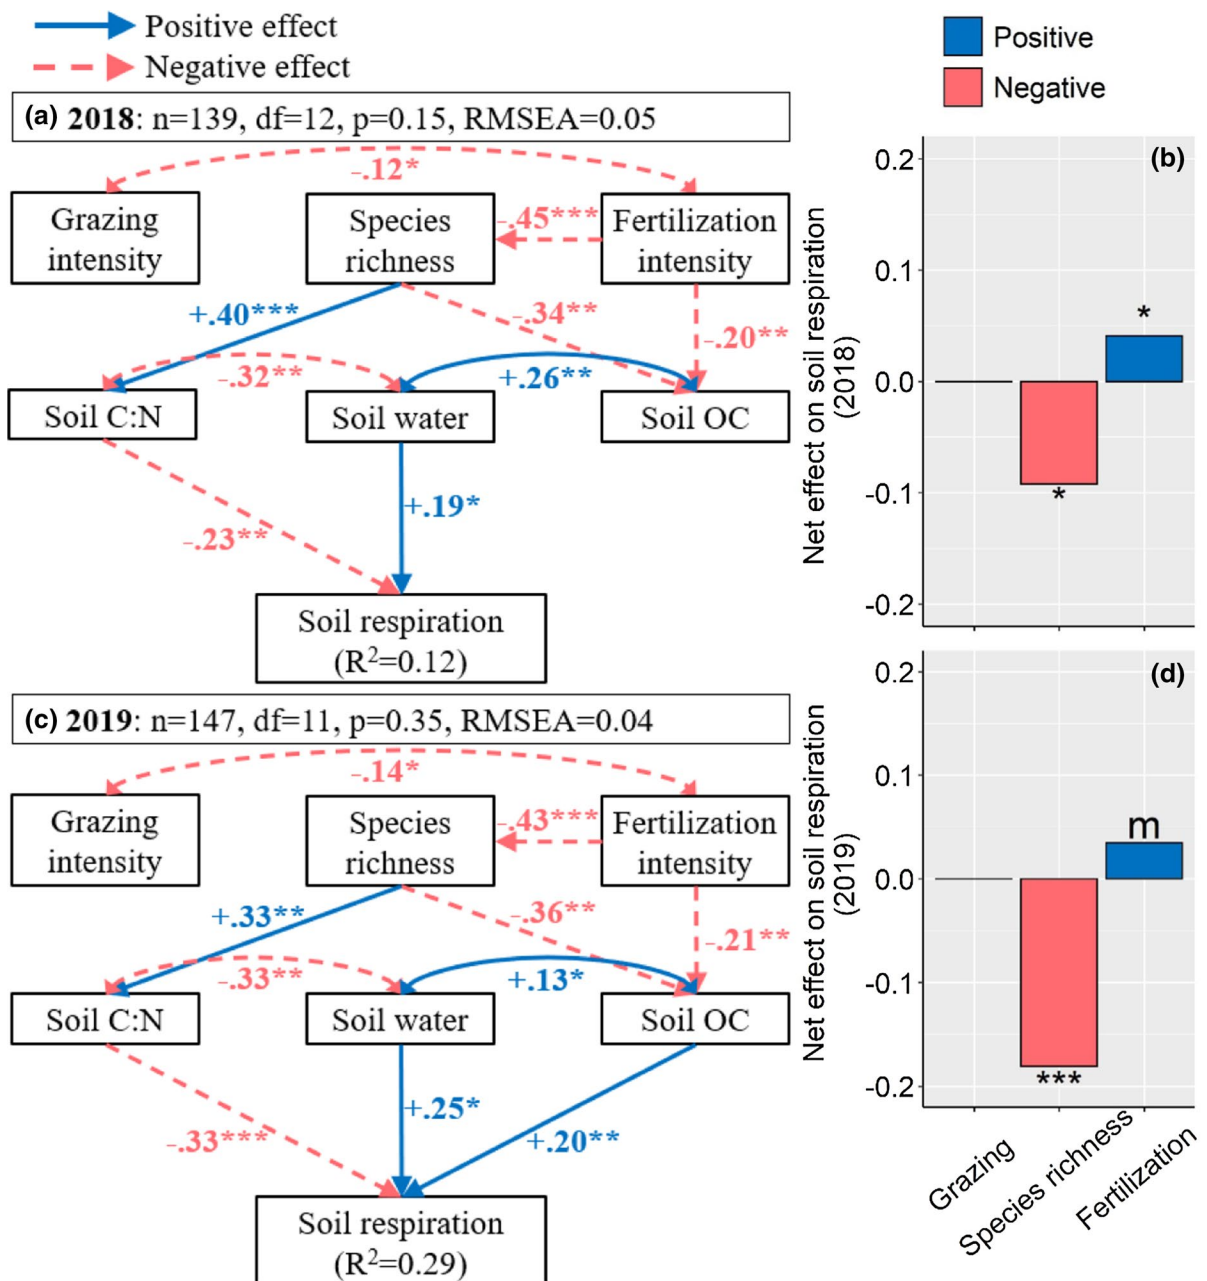 Positive effect
Negative effect
(a) 2018: n=139, df=12, p=0.15, RMSEA=0.05
-.12*
Grazing
intensity
Species
richness
-.45***
Fertilization
intensity
+.40***
-.34**
-.20**
-.32**
+.26**
Soil C:N
Soil water
Soil OC
+.19*
-.23**
Soil respiration
(R²=0.12)
Positive
Negative
(b)
Net effect on soil respiration
(2018)
0.2
0.1
0.0
-0.1
-0.2
*
*
(c) 2019: n=147, df=11, p=0.35, RMSEA=0.04
-.14*
Grazing
intensity
Species
richness
-.43***
Fertilization
intensity
+.33**
-.36**
-.21**
-.33**
+.13*
Soil C:N
Soil water
Soil OC
+.25*
-.33***
+.20**
Soil respiration
(R²=0.29)
(d)
Net effect on soil respiration
(2019)
0.2
0.1
0.0
-0.1
-0.2
m
***
Grazing
Species richness
Fertilization